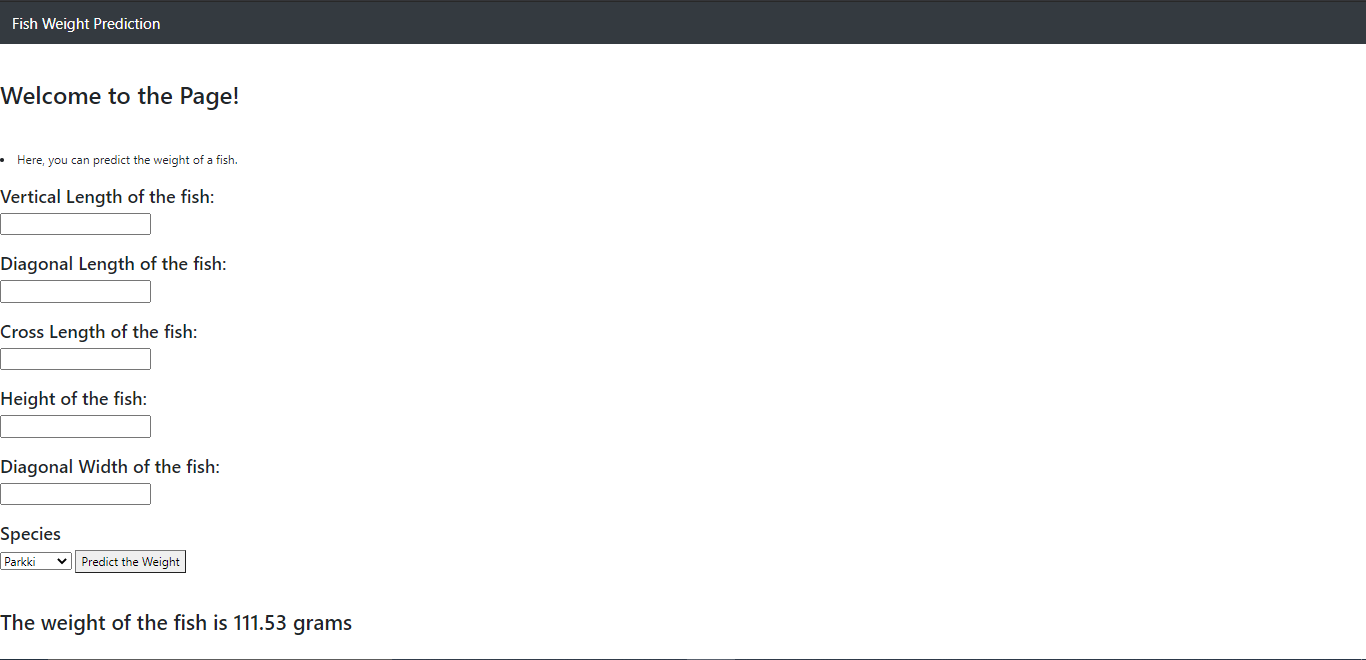 Fish Weight Prediction
Welcome to the Page!
• Here, you can predict the weight of a fish.
Vertical Length of the fish:
Diagonal Length of the fish:
Cross Length of the fish:
Height of the fish:
Diagonal Width of the fish:
Species
Parkki Predict the Weight
The weight of the fish is 111.53 grams